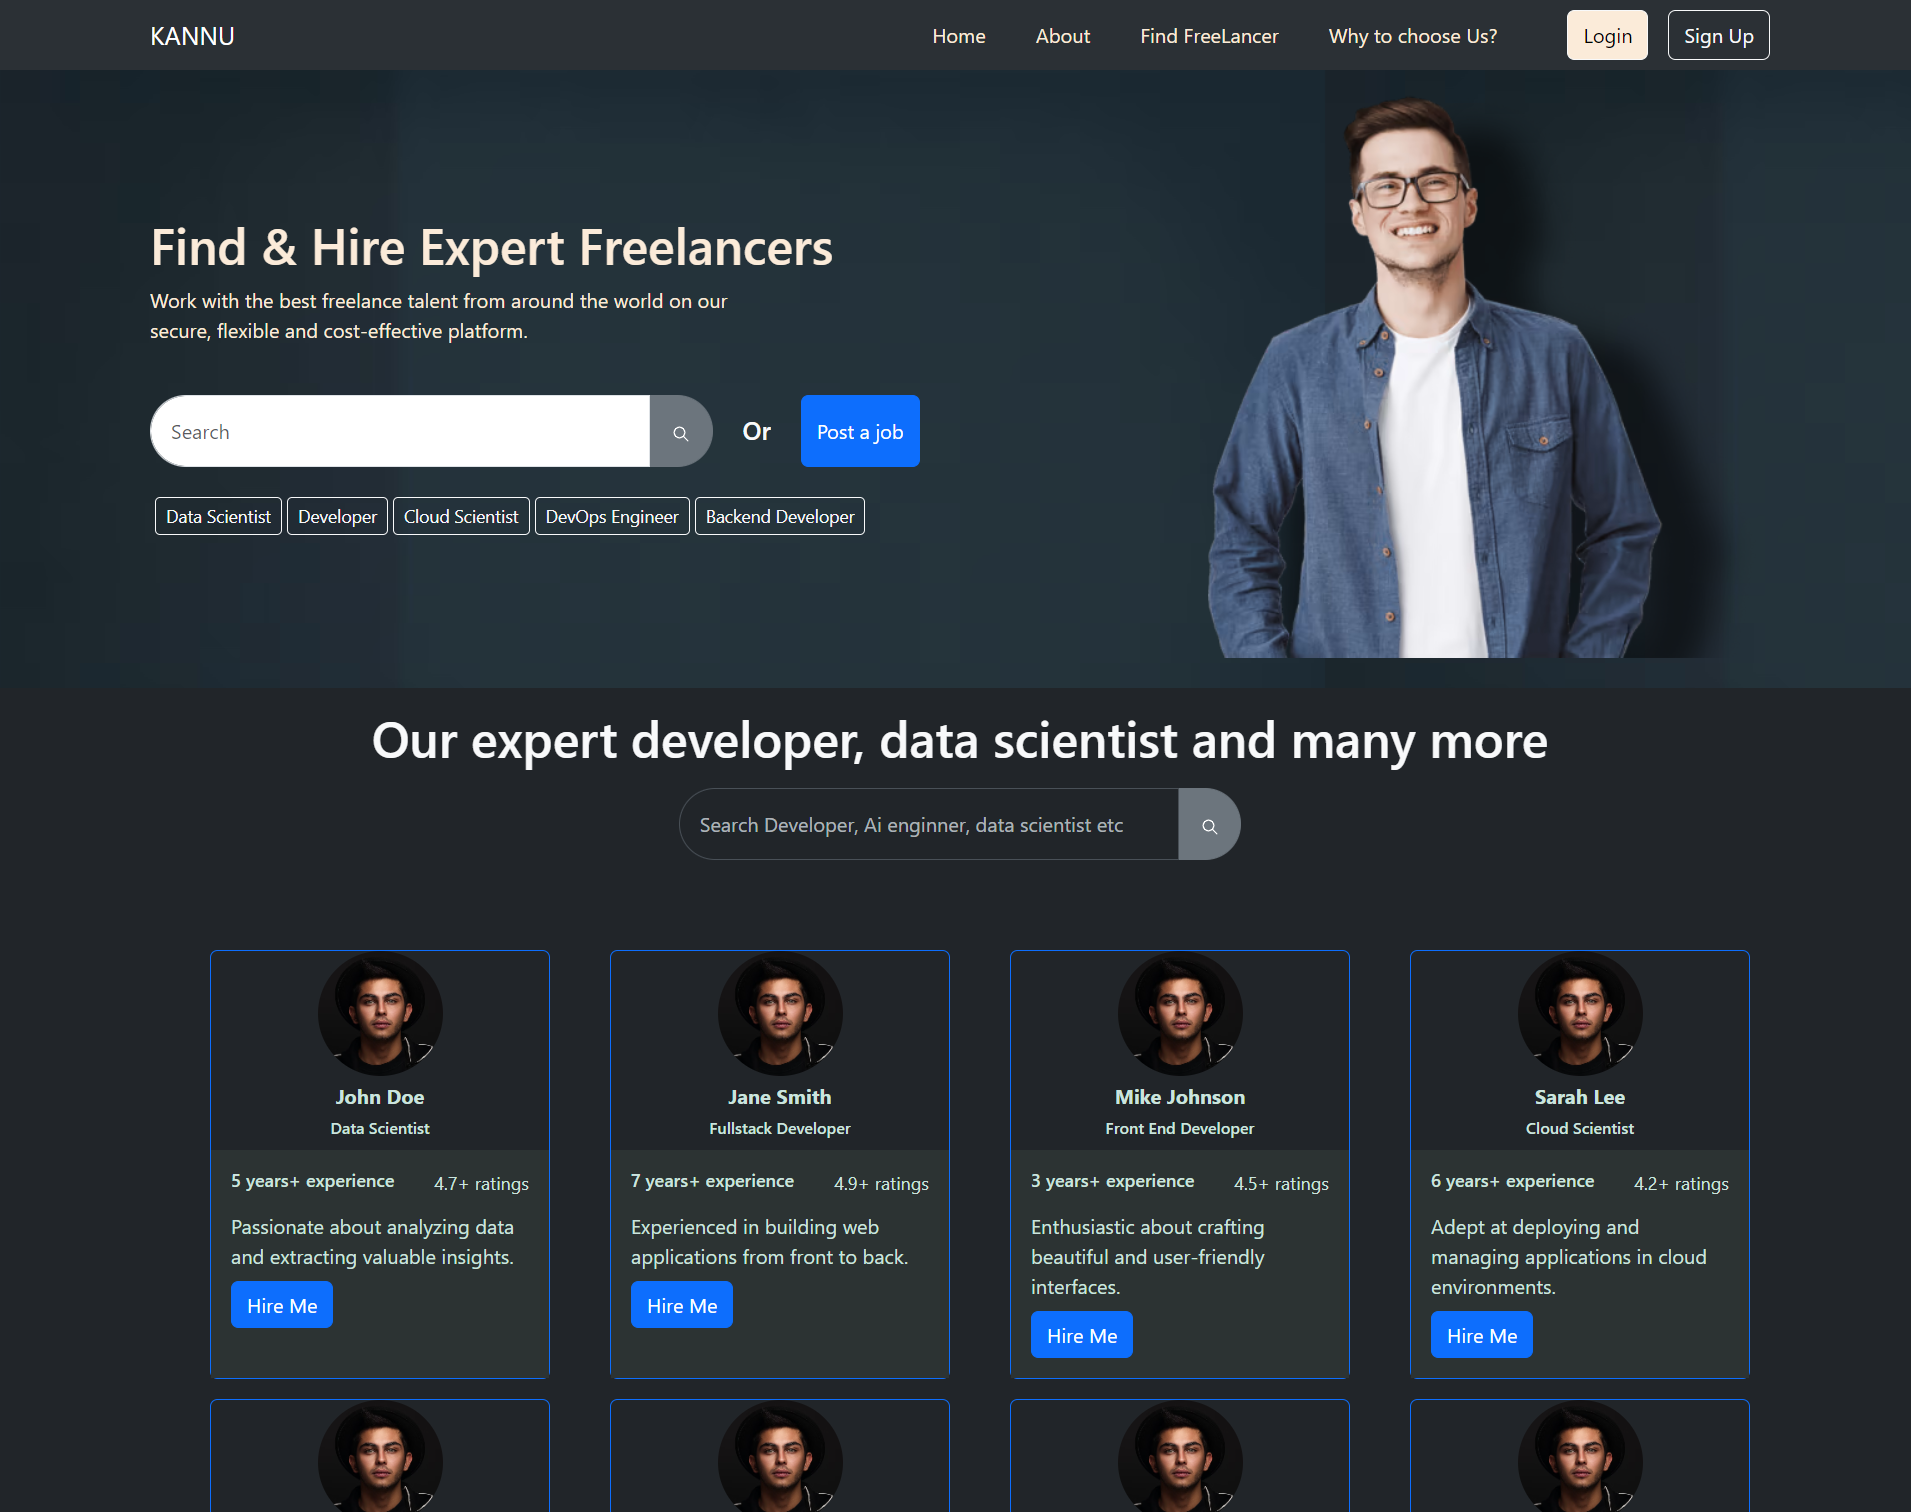 KANNU
Home
About
Find FreeLancer
Why to choose Us?
Login
Sign Up
Find & Hire Expert Freelancers
Work with the best freelance talent from around the world on our
secure, flexible and cost-effective platform.
Search
Or
Post a job
Data Scientist
Developer
Cloud Scientist
DevOps Engineer
Backend Developer
Our expert developer, data scientist and many more
Search Developer, Ai enginner, data scientist etc
John Doe
Data Scientist
5 years+ experience
4.7+ ratings
Passionate about analyzing data
and extracting valuable insights.
Hire Me
Jane Smith
Fullstack Developer
7 years+ experience
4.9+ ratings
Experienced in building web
applications from front to back.
Hire Me
Mike Johnson
Front End Developer
3 years+ experience
4.5+ ratings
Enthusiastic about crafting
beautiful and user-friendly
interfaces.
Hire Me
Sarah Lee
Cloud Scientist
6 years+ experience
4.2+ ratings
Adept at deploying and
managing applications in cloud
environments.
Hire Me